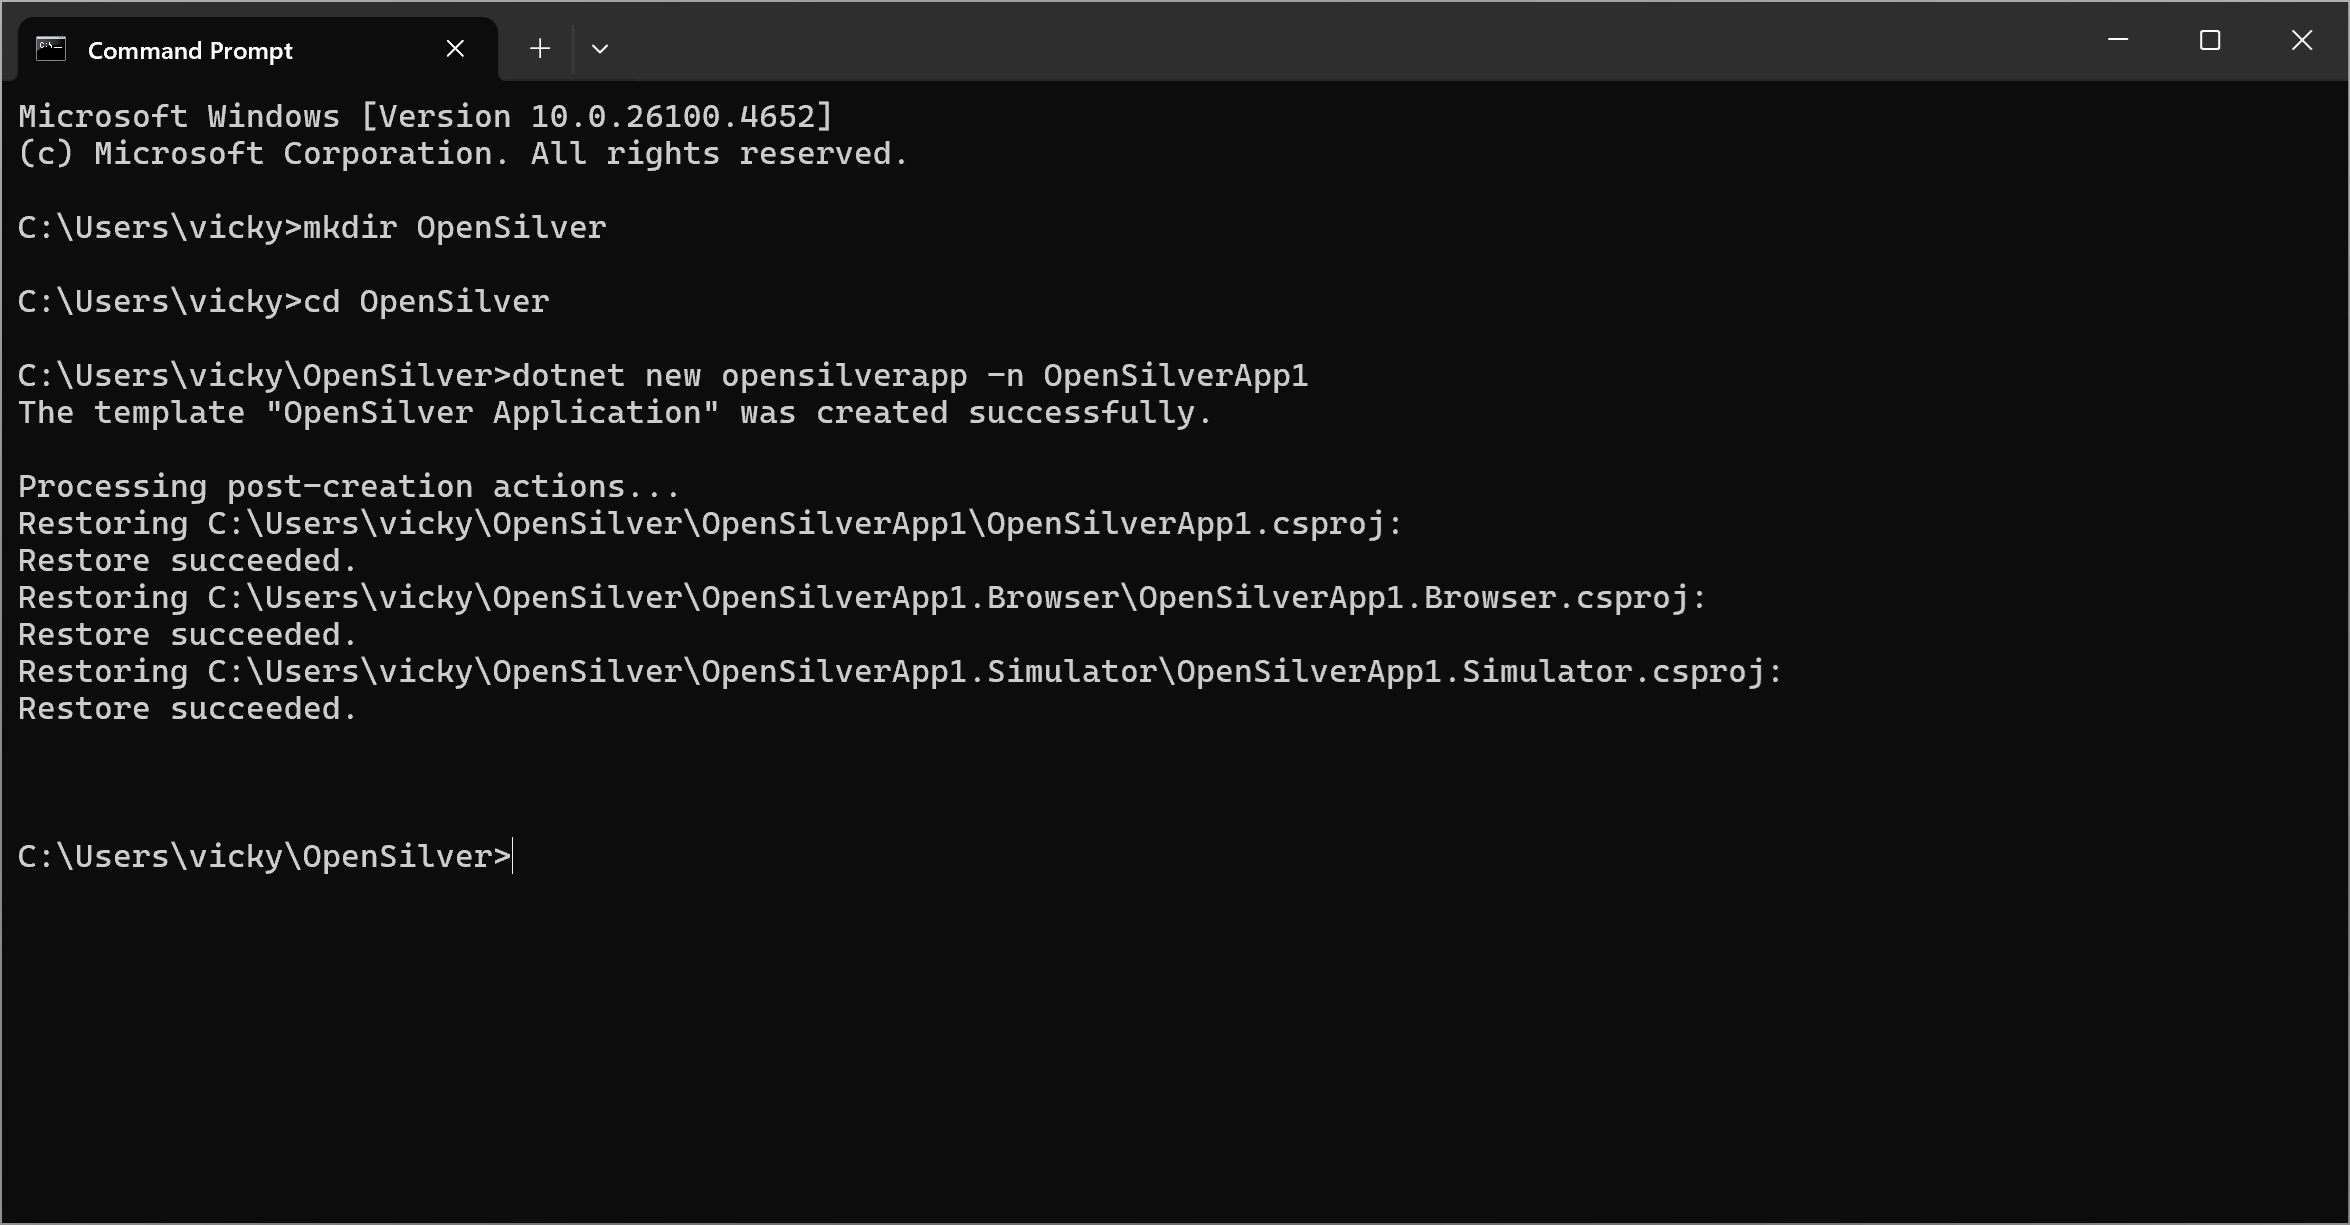 Command Prompt
Microsoft Windows [Version 10.0.26100.4652]
(c) Microsoft Corporation. All rights reserved.
C:\Users\vicky>mkdir OpenSilver
C:\Users\vicky>cd OpenSilver
C:\Users\vicky\OpenSilver>dotnet new opensilverapp -n OpenSilverApp1
The template "OpenSilver Application" was created successfully.
Processing post-creation actions...
Restoring C:\Users\vicky\OpenSilver\OpenSilverApp1\OpenSilverApp1.csproj:
Restore succeeded.
Restoring C:\Users\vicky\OpenSilver\OpenSilverApp1.Browser\OpenSilverApp1.Browser.csproj:
Restore succeeded.
Restoring C:\Users\vicky\OpenSilver\OpenSilverApp1.Simulator\OpenSilverApp1.Simulator.csproj:
Restore succeeded.
C:\Users\vicky\OpenSilver>